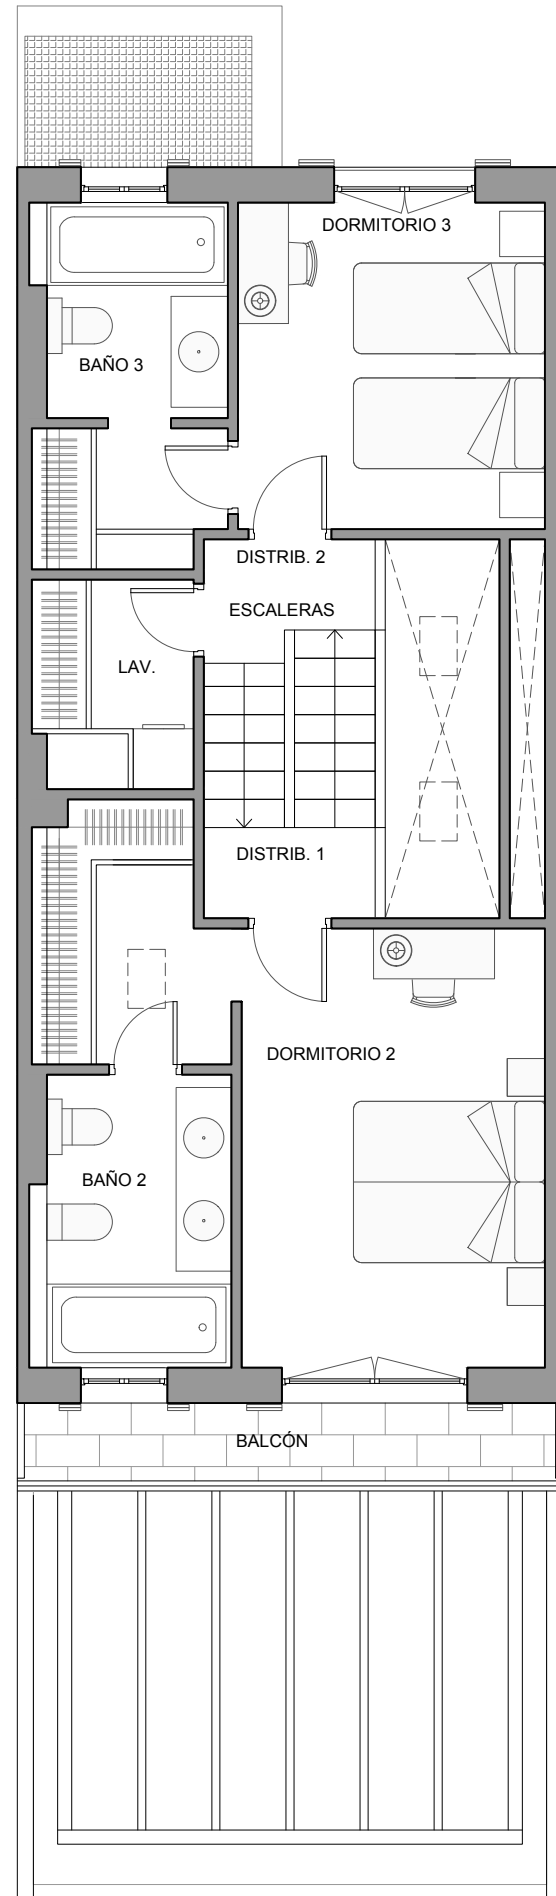 DORMITORIO 3
BAÑO 3
DISTRIB. 2
ESCALERAS
LAV.
DISTRIB. 1
DORMITORIO 2
BAÑO 2
BALCÓN